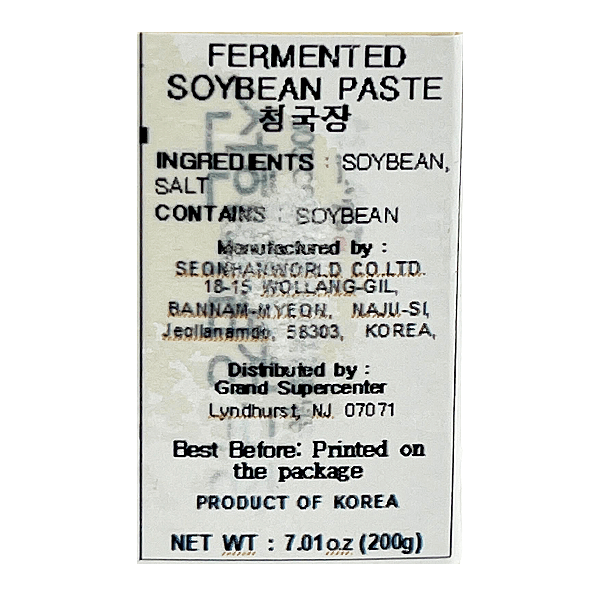 FERMENTED
SOYBEAN PASTE
청국장
INGREDIENTS : SOYBEAN,
SALT
CONTAINS : SOYBEAN
Manufactured by :
SEONHANWORLD CO.LTD.
18-15 WOLLANG-GIL,
BANNAM-MYEON, NAJU-SI,
Jeollanamdo, 58303, KOREA,
Distributed by :
Grand Supercenter
Lyndhurst, NJ 07071
Best Before: Printed on
the package
PRODUCT OF KOREA
NET WT : 7.01oz (200g)